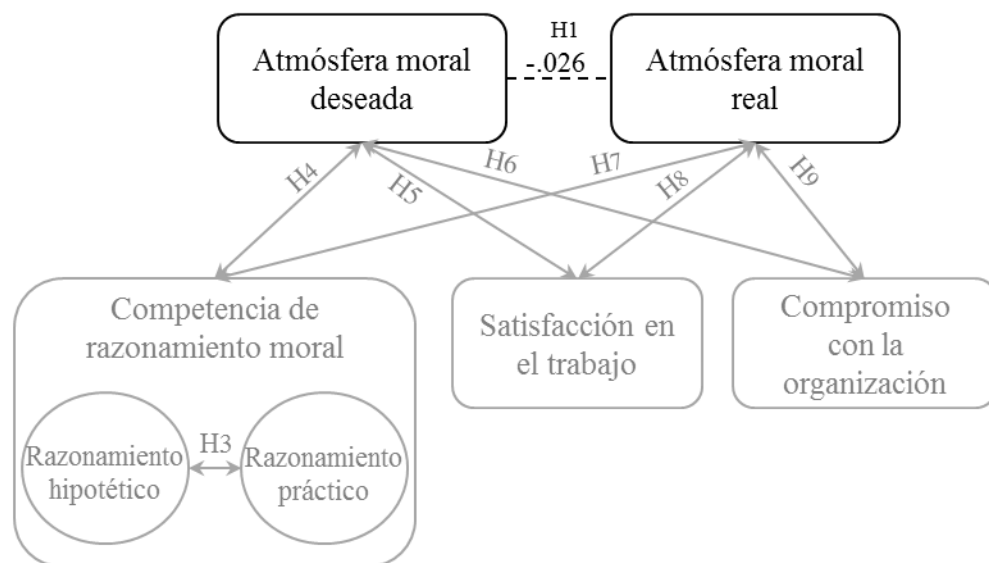 H1
-.026
Atmósfera moral
deseada
Atmósfera moral
real
H4
H5
H6
H7
H8
H9
Competencia de
razonamiento moral
Razonamiento
hipotético
H3
Razonamiento
práctico
Satisfacción en
el trabajo
Compromiso
con la
organización